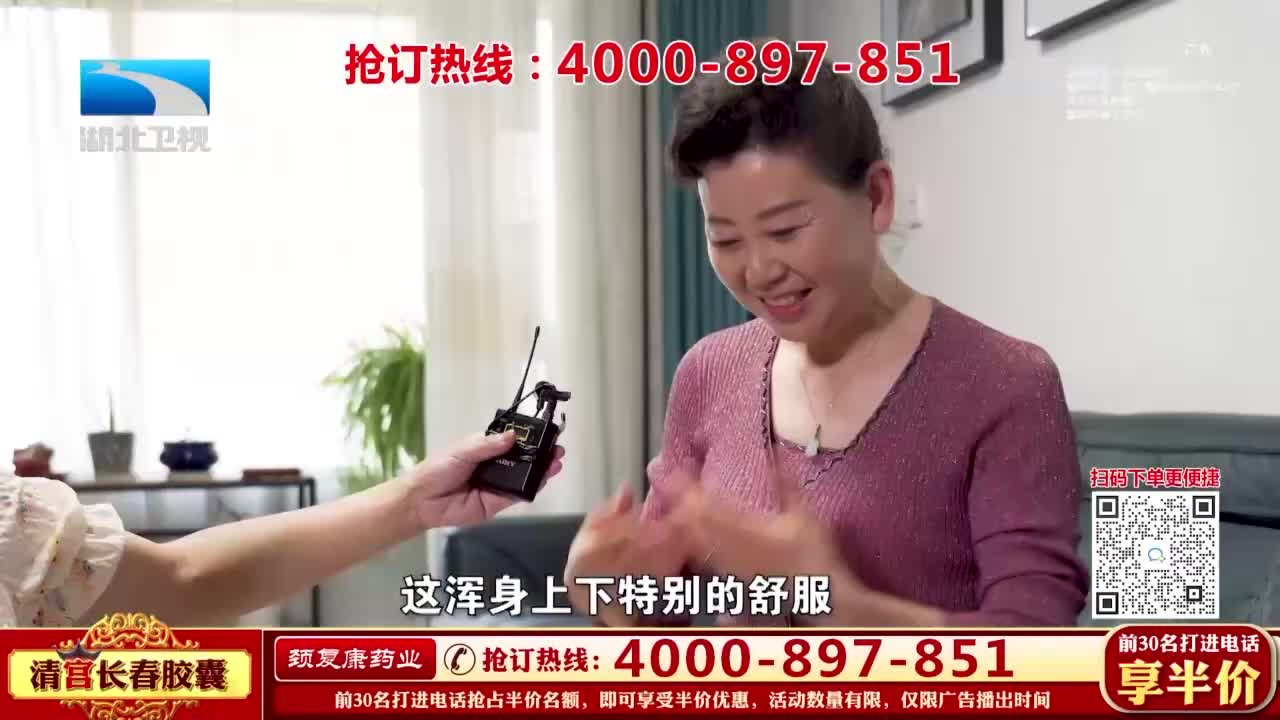 抢订热线：4000-897-851
湖北卫视
广告
SONY
扫码下单更便捷
这浑身上下特别的舒服
清宫长春胶囊
颈复康药业
抢订热线：4000-897-851
前30名打进电话抢占半价名额，即可享受半价优惠，活动数量有限，仅限广告播出时间
前30名打进电话
享半价